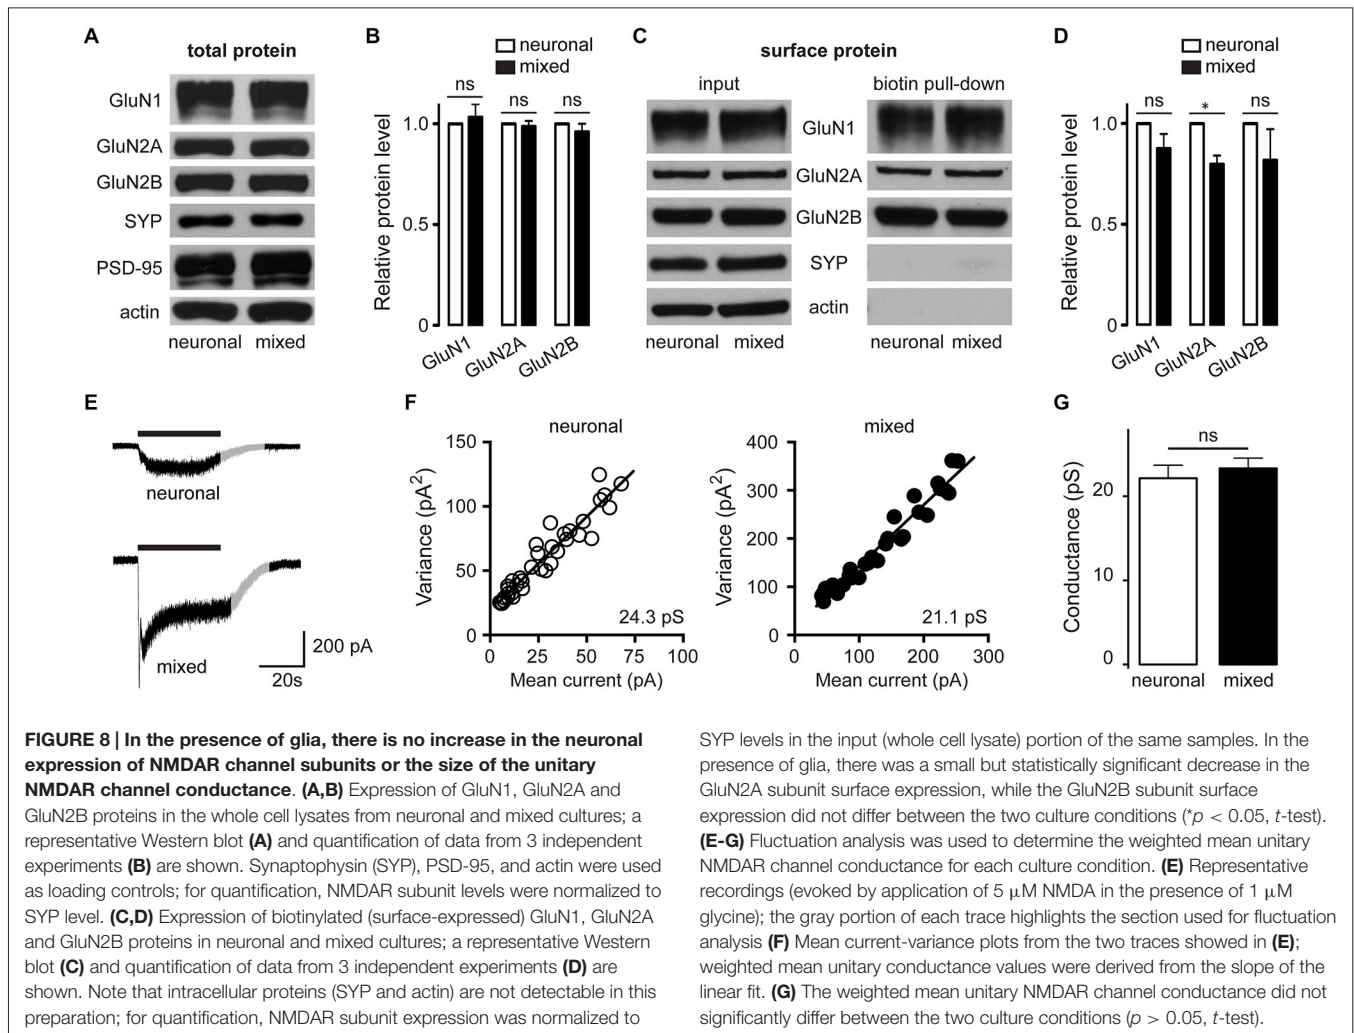 A
total protein
GluN1
GluN2A
GluN2B
SYP
PSD-95
actin
neuronal mixed
B
neuronal
mixed
ns
ns
ns
Relative protein level
1.0
0.5
0
GluN1
GluN2A
GluN2B
C
surface protein
input
biotin pull-down
GluN1
GluN2A
GluN2B
SYP
actin
neuronal mixed
neuronal mixed
D
neuronal
mixed
ns
*
ns
Relative protein level
1.0
0.5
0
GluN1
GluN2A
GluN2B
E
neuronal
mixed
200 pA
20s
F
neuronal
Variance (pA²)
150
100
50
0
24.3 pS
0 25 50 75 100
Mean current (pA)
mixed
Variance (pA²)
400
300
200
100
0
21.1 pS
0 100 200 300
Mean current (pA)
G
ns
Conductance (pS)
20
10
0
neuronal mixed
FIGURE 8 | In the presence of glia, there is no increase in the neuronal
expression of NMDAR channel subunits or the size of the unitary
NMDAR channel conductance. (A,B) Expression of GluN1, GluN2A and
GluN2B proteins in the whole cell lysates from neuronal and mixed cultures; a
representative Western blot (A) and quantification of data from 3 independent
experiments (B) are shown. Synaptophysin (SYP), PSD-95, and actin were used
as loading controls; for quantification, NMDAR subunit levels were normalized to
SYP level. (C,D) Expression of biotinylated (surface-expressed) GluN1, GluN2A
and GluN2B proteins in neuronal and mixed cultures; a representative Western
blot (C) and quantification of data from 3 independent experiments (D) are
shown. Note that intracellular proteins (SYP and actin) are not detectable in this
preparation; for quantification, NMDAR subunit expression was normalized to
SYP levels in the input (whole cell lysate) portion of the same samples. In the
presence of glia, there was a small but statistically significant decrease in the
GluN2A subunit surface expression, while the GluN2B subunit surface
expression did not differ between the two culture conditions (*p < 0.05, t-test).
(E-G) Fluctuation analysis was used to determine the weighted mean unitary
NMDAR channel conductance for each culture condition. (E) Representative
recordings (evoked by application of 5 μM NMDA in the presence of 1 μM
glycine); the gray portion of each trace highlights the section used for fluctuation
analysis (F) Mean current-variance plots from the two traces showed in (E);
weighted mean unitary conductance values were derived from the slope of the
linear fit. (G) The weighted mean unitary NMDAR channel conductance did not
significantly differ between the two culture conditions (p > 0.05, t-test).